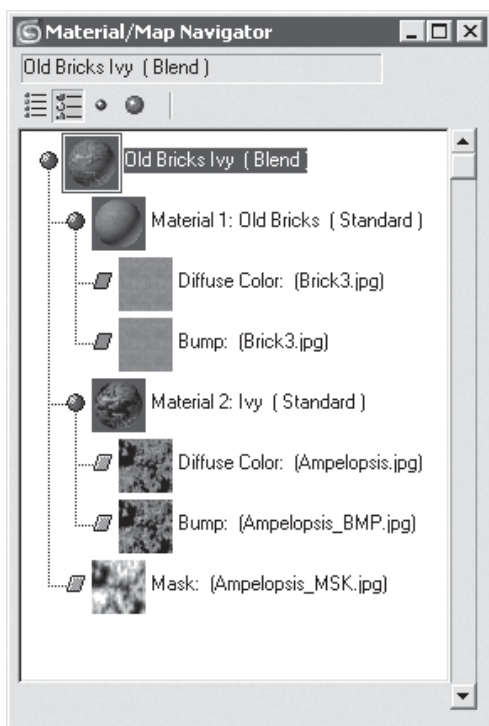 Material/Map Navigator
Old Bricks Ivy ( Blend )
Old Bricks Ivy ( Blend )
Material 1: Old Bricks ( Standard )
Diffuse Color: (Brick3.jpg)
Bump: (Brick3.jpg)
Material 2: Ivy ( Standard )
Diffuse Color: (Ampelopsis.jpg)
Bump: (Ampelopsis_BMP.jpg)
Mask: (Ampelopsis_MSK.jpg)